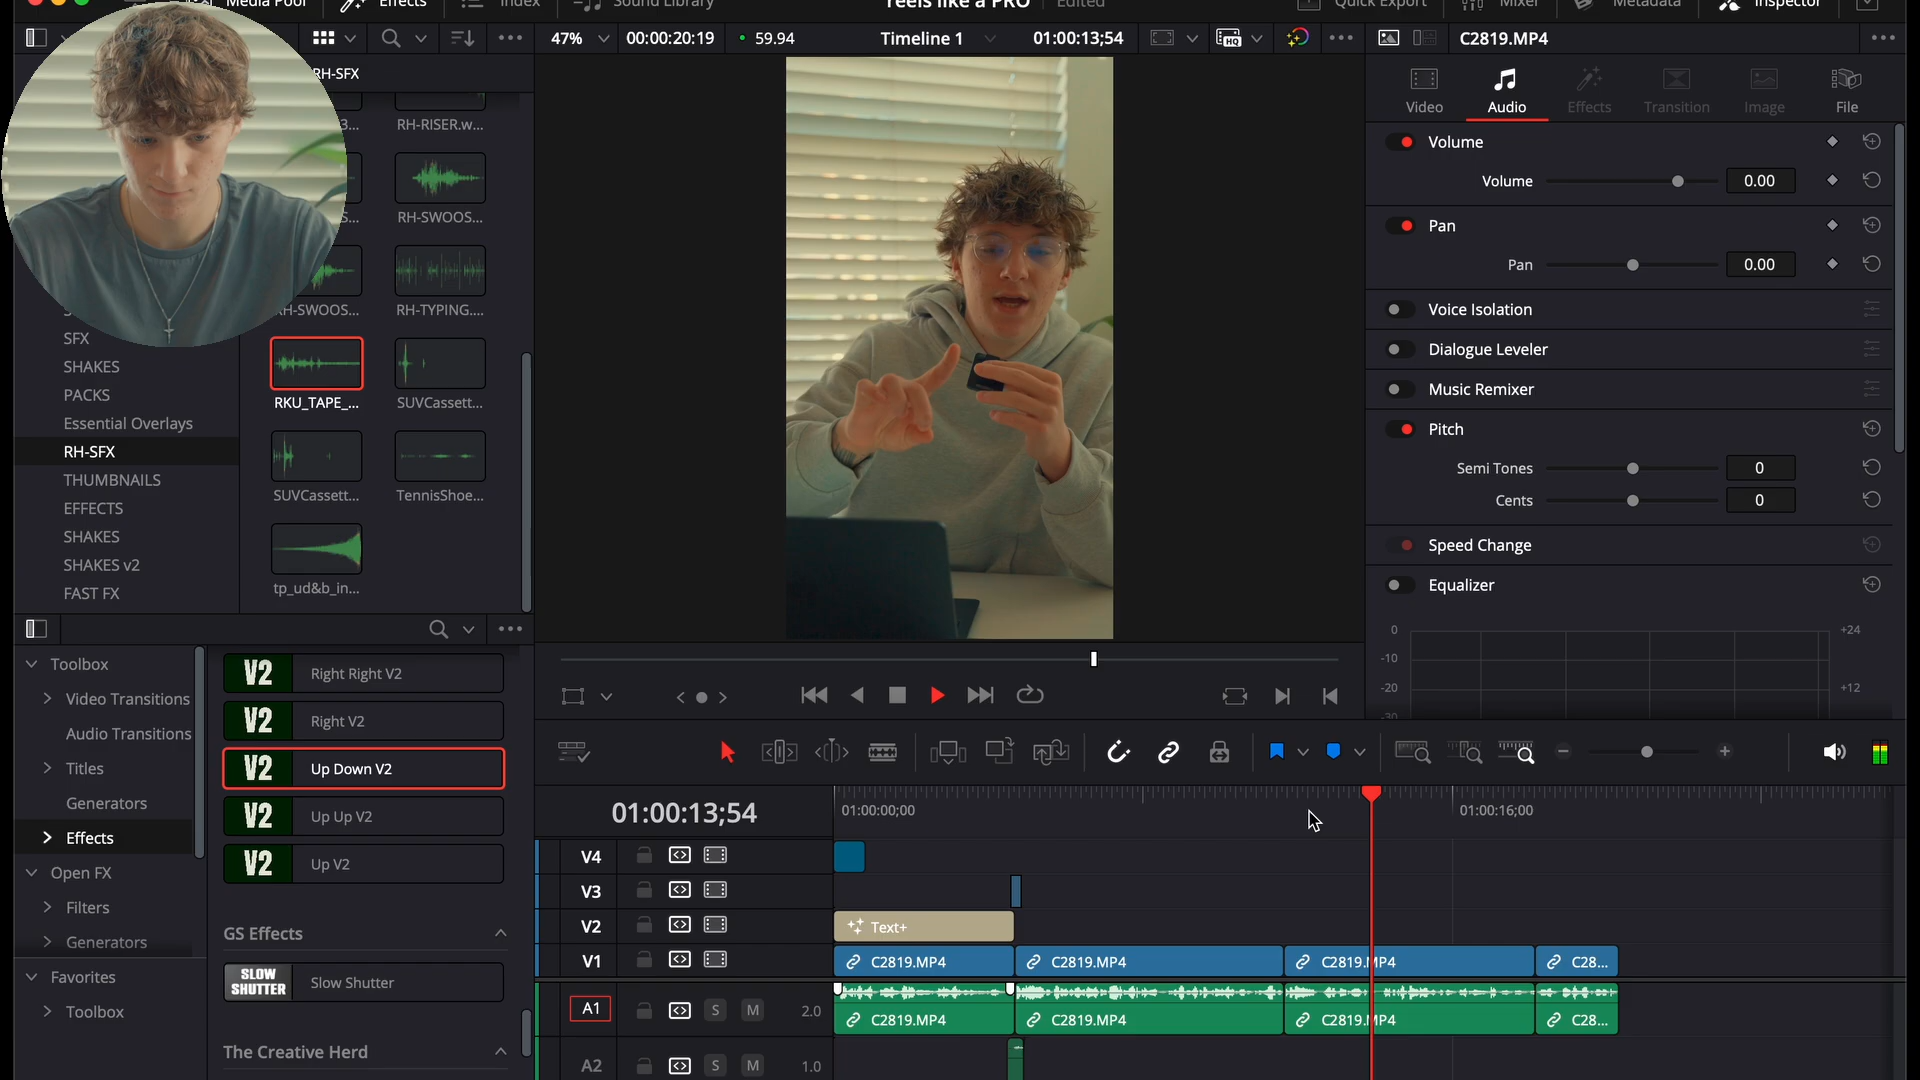 Media Pool
Effects
Index
Sound Library
reels like a PRO
Edited
Quick Export
Mixer
Metadata
Inspector
47%
00:00:20:19
59.94
Timeline 1
01:00:13;54
C2819.MP4
RH-SFX
RH-RISER.w...
RH-SWOOS...
RH-SWOOS...
RH-TYPING....
RKU_TAPE_...
SUVCassett...
SUVCassett...
TennisShoe...
tp_ud&b_in...
SFX
SHAKES
PACKS
Essential Overlays
RH-SFX
THUMBNAILS
EFFECTS
SHAKES
SHAKES v2
FAST FX
Video
Audio
Effects
Transition
Image
File
Volume
Volume
0.00
Pan
Pan
0.00
Voice Isolation
Dialogue Leveler
Music Remixer
Pitch
Semi Tones
0
Cents
0
Speed Change
Equalizer
0
-10
-20
-30
+24
+12
Toolbox
Video Transitions
Audio Transitions
Titles
Generators
Effects
Open FX
Filters
Generators
Favorites
Toolbox
V2 Right Right V2
V2 Right V2
V2 Up Down V2
V2 Up Up V2
V2 Up V2
GS Effects
SLOW SHUTTER Slow Shutter
The Creative Herd
01:00:13;54
01:00:00;00
01:00:16;00
V4
V3
V2
Text+
V1
C2819.MP4
C2819.MP4
C2819.MP4
C28...
A1
S
M
2.0
C2819.MP4
C2819.MP4
C2819.MP4
C28...
A2
S
M
1.0